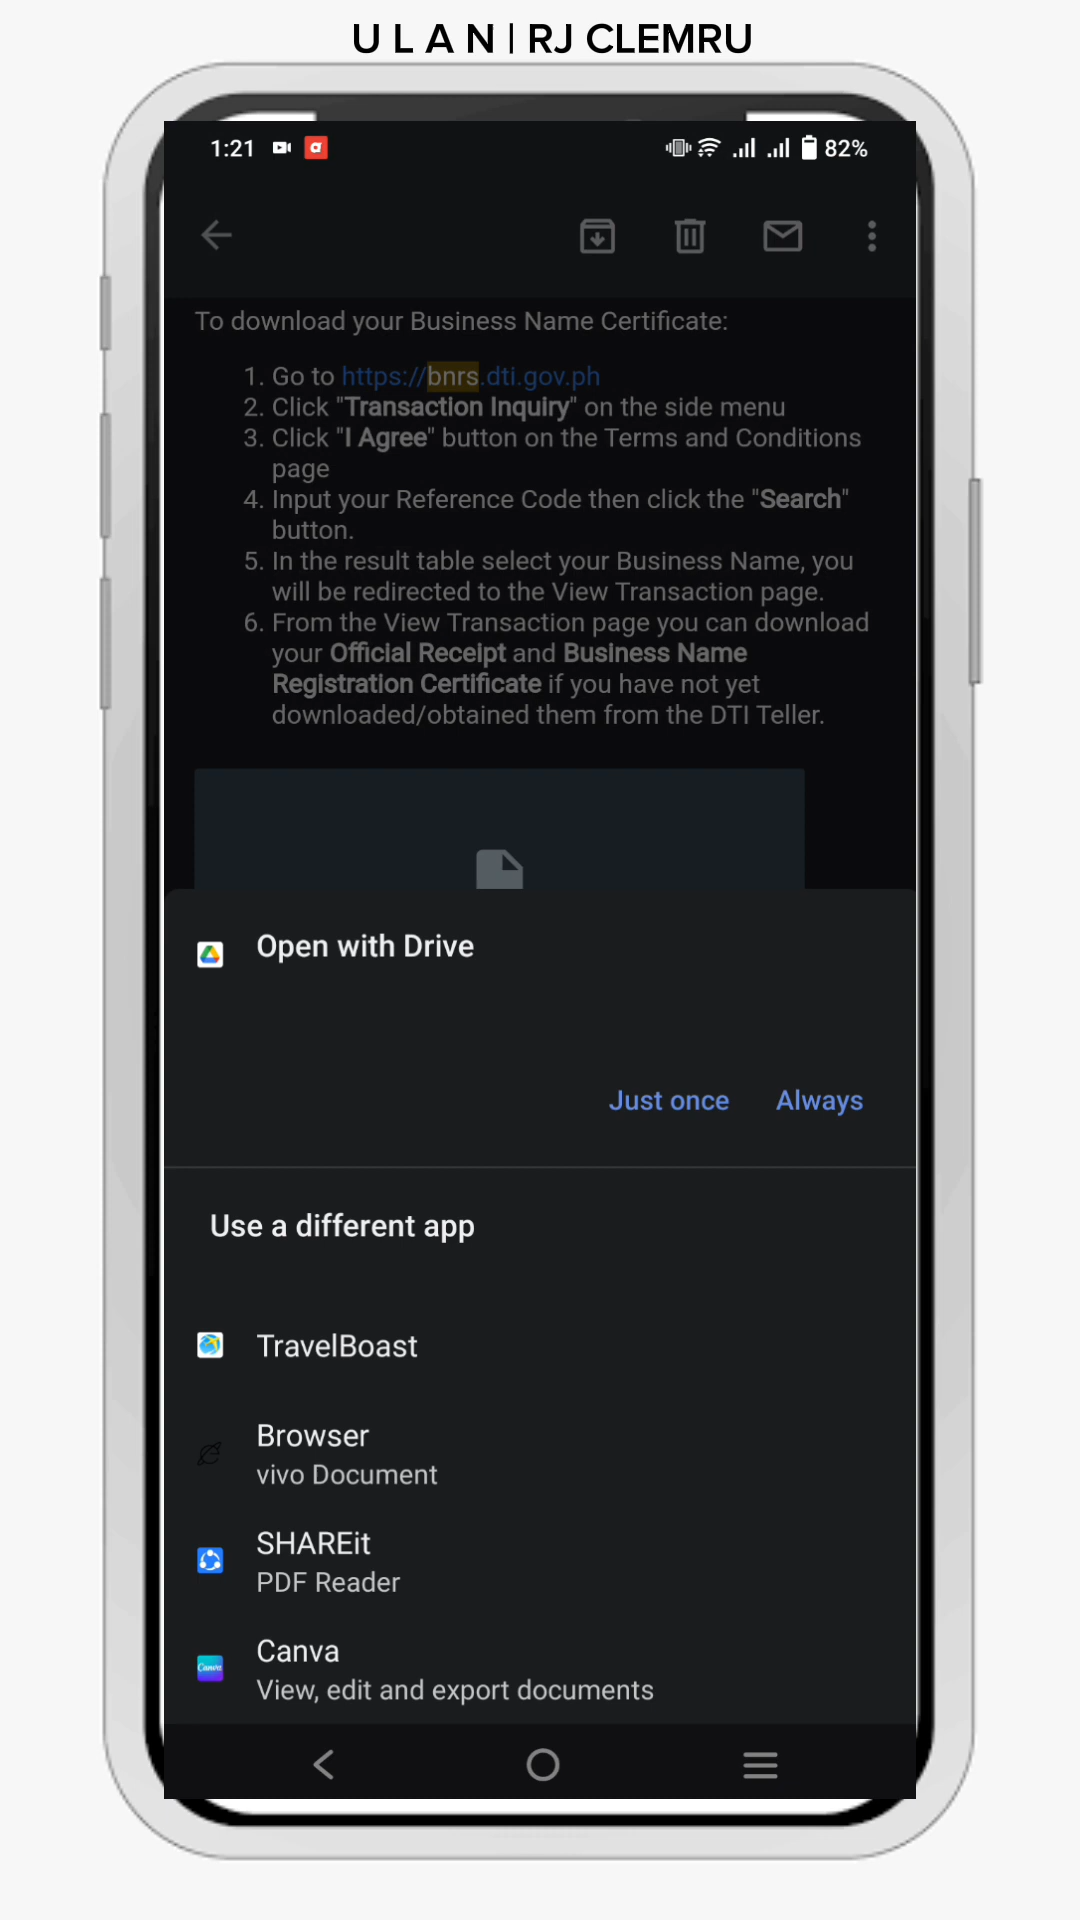 U L A N | RJ CLEMRU
1:21
82%
To download your Business Name Certificate:
1. Go to https://bnrs.dti.gov.ph
2. Click "Transaction Inquiry" on the side menu
3. Click "I Agree" button on the Terms and Conditions
page
4. Input your Reference Code then click the "Search"
button.
5. In the result table select your Business Name, you
will be redirected to the View Transaction page.
6. From the View Transaction page you can download
your Official Receipt and Business Name
Registration Certificate if you have not yet
downloaded/obtained them from the DTI Teller.
Open with Drive
Just once Always
Use a different app
TravelBoast
Browser
vivo Document
SHAREit
PDF Reader
Canva
Canva
View, edit and export documents